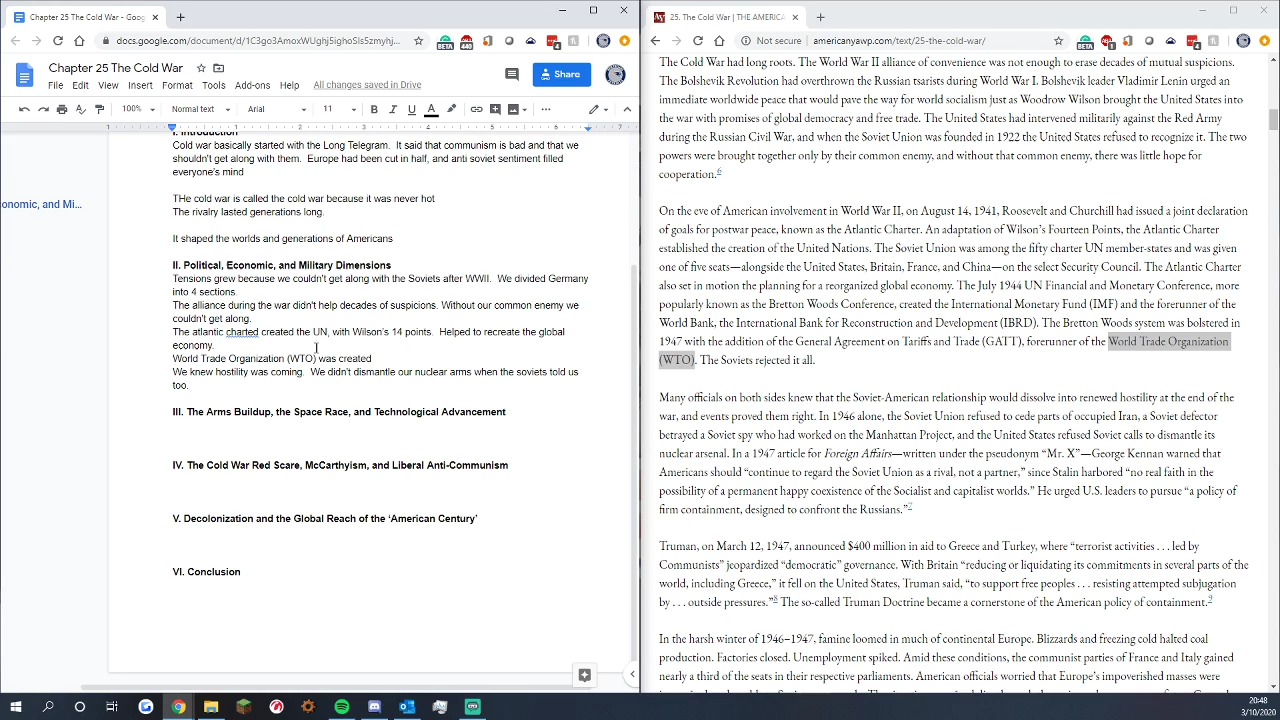 Chapter 25 The Cold War - Goog
docs.google.com/document/d/1C3go3AmoxWUghj5ighoSls5zmyhj...
Chapter 25 The Cold War
File Edit View Insert Format Tools Add-ons Help All changes saved in Drive
Share
100% Normal text Arial 11
1 2 3 4 5 6 7
onomic, and Mi...
I. Introduction
Cold war basically started with the Long Telegram. It said that communism is bad and that we
shouldn't get along with them. Europe had been cut in half, and anti soviet sentiment filled
everyone's mind
THe cold war is called the cold war because it was never hot
The rivalry lasted generations long.
It shaped the worlds and generations of Americans
II. Political, Economic, and Military Dimensions
Tensions grew because we couldn't get along with the Soviets after WWII. We divided Germany
into 4 sections.
The alliance during the war didn't help decades of suspicions. Without our common enemy we
couldn't get along.
The atlantic charted created the UN, with Wilson's 14 points. Helped to recreate the global
economy.
World Trade Organization (WTO) was created
We knew hostility was coming. We didn't dismantle our nuclear arms when the soviets told us
too.
III. The Arms Buildup, the Space Race, and Technological Advancement
IV. The Cold War Red Scare, McCarthyism, and Liberal Anti-Communism
V. Decolonization and the Global Reach of the ‘American Century’
VI. Conclusion
25. The Cold War | THE AMERICA
Not secure americanyawp.com/text/25-the-cold-war/
The Cold War had long roots. The World War II alliance of convenience was not enough to erase decades of mutual suspicions.
The Bolshevik Revolution had overthrown the Russian tsarists during World War I. Bolshevik leader Vladimir Lenin urged an
immediate worldwide peace that would pave the way for world socialism just as Woodrow Wilson brought the United States into
the war with promises of global democracy and free trade. The United States had intervened militarily against the Red Army
during the Russian Civil War, and when the Soviet Union was founded in 1922 the United States refused to recognize it. The two
powers were brought together only by their common enemy, and without that common enemy, there was little hope for
cooperation.6
On the eve of American involvement in World War II, on August 14, 1941, Roosevelt and Churchill had issued a joint declaration
of goals for postwar peace, known as the Atlantic Charter. An adaptation of Wilson’s Fourteen Points, the Atlantic Charter
established the creation of the United Nations. The Soviet Union was among the fifty charter UN member-states and was given
one of five seats—alongside the United States, Britain, France, and China—on the select Security Council. The Atlantic Charter
also set in motion the planning for a reorganized global economy. The July 1944 UN Financial and Monetary Conference, more
popularly known as the Bretton Woods Conference, created the International Monetary Fund (IMF) and the forerunner of the
World Bank, the International Bank for Reconstruction and Development (IBRD). The Bretton Woods system was bolstered in
1947 with the addition of the General Agreement on Tariffs and Trade (GATT), forerunner of the World Trade Organization
(WTO). The Soviets rejected it all.
Many officials on both sides knew that the Soviet-American relationship would dissolve into renewed hostility at the end of the
war, and events proved them right. In 1946 alone, the Soviet Union refused to cede parts of occupied Iran, a Soviet defector
betrayed a Soviet spy who had worked on the Manhattan Project, and the United States refused Soviet calls to dismantle its
nuclear arsenal. In a 1947 article for Foreign Affairs—written under the pseudonym “Mr. X”—George Kennan warned that
Americans should “continue to regard the Soviet Union as a rival, not a partner,” since Stalin harbored “no real faith in the
possibility of a permanent happy coexistence of the Socialist and capitalist worlds.” He urged U.S. leaders to pursue “a policy of
firm containment, designed to confront the Russians.”7
Truman, on March 12, 1947, announced $400 million in aid to Greece and Turkey, where “terrorist activities . . . led by
Communists” jeopardized “democratic” governance. With Britain “reducing or liquidating its commitments in several parts of the
world, including Greece,” it fell on the United States, Truman said, “to support free peoples . . . resisting attempted subjugation
by . . . outside pressures.”8 The so-called Truman Doctrine became a cornerstone of the American policy of containment.9
In the harsh winter of 1946–1947, famine loomed in much of continental Europe. Blizzards and freezing cold halted coal
production. Factories closed. Unemployment spiked. Amid these conditions, the communist parties of France and Italy gained
nearly a third of the seats in their respective parliaments. American officials worried that Europe’s impoverished masses were
20:48
3/10/2020